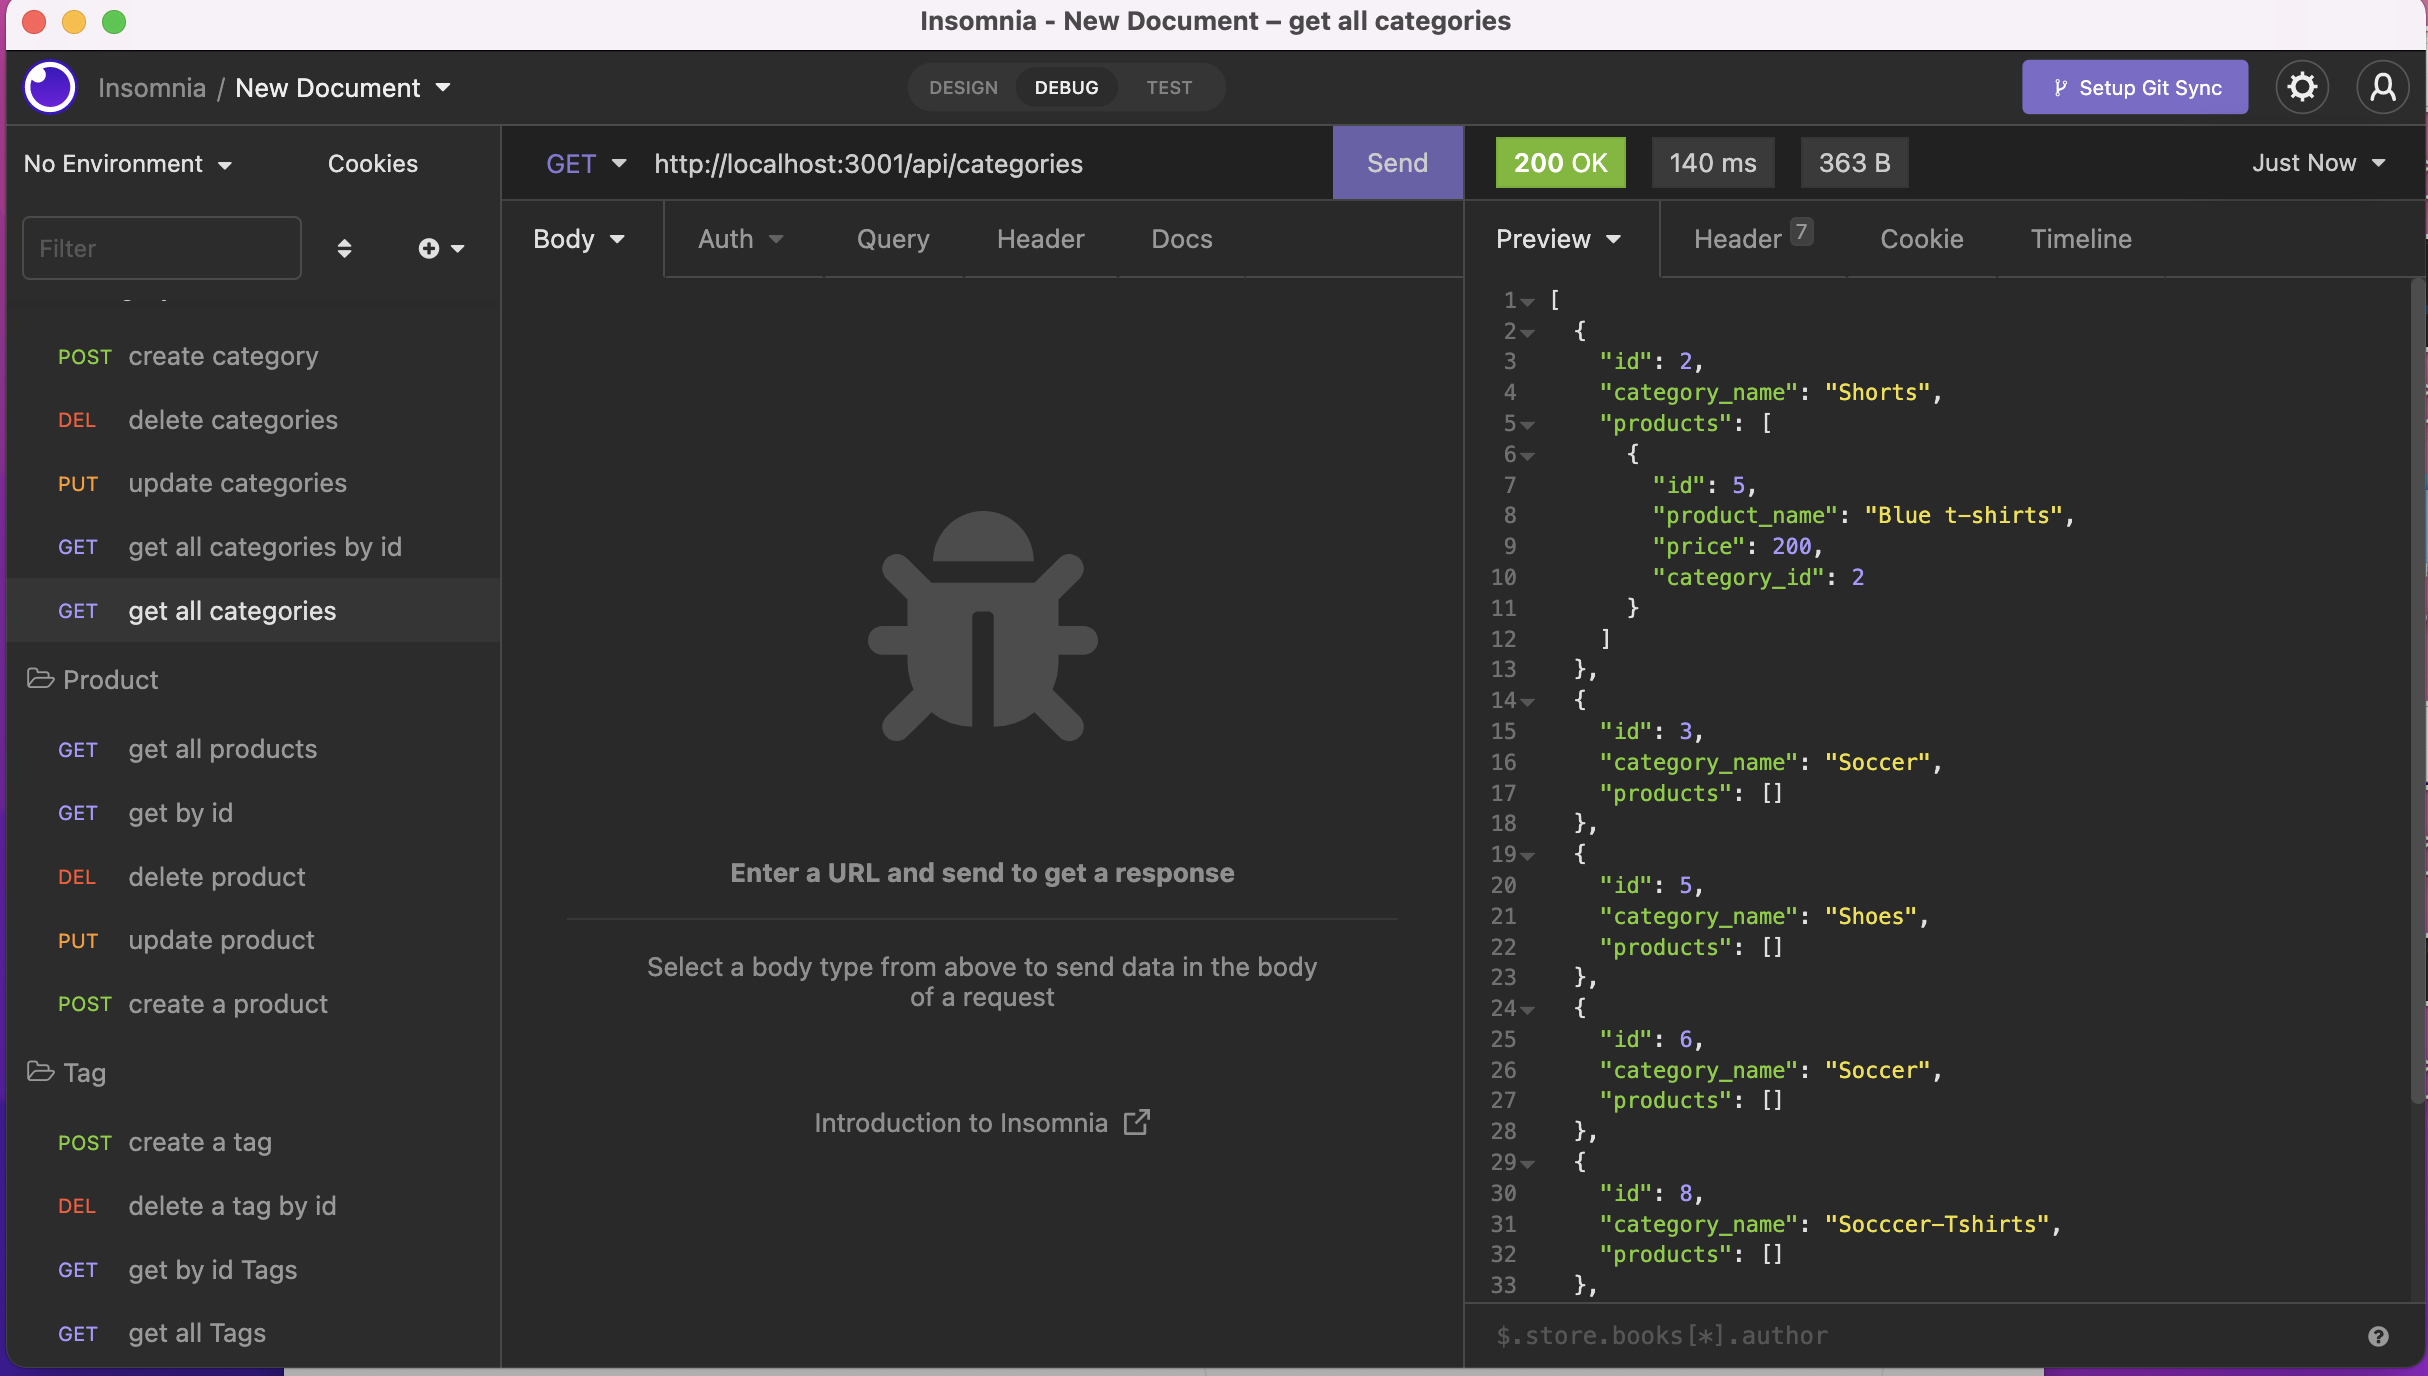 Insomnia - New Document – get all categories
Insomnia / New Document
DESIGN DEBUG TEST
Setup Git Sync
No Environment Cookies
Filter
POST create category
DEL delete categories
PUT update categories
GET get all categories by id
GET get all categories
Product
GET get all products
GET get by id
DEL delete product
PUT update product
POST create a product
Tag
POST create a tag
DEL delete a tag by id
GET get by id Tags
GET get all Tags
GET http://localhost:3001/api/categories Send
Body Auth Query Header Docs
Enter a URL and send to get a response
Select a body type from above to send data in the body
of a request
Introduction to Insomnia
200 OK 140 ms 363 B Just Now
Preview Header 7 Cookie Timeline
1 [
2 {
3 "id": 2,
4 "category_name": "Shorts",
5 "products": [
6 {
7 "id": 5,
8 "product_name": "Blue t-shirts",
9 "price": 200,
10 "category_id": 2
11 }
12 ]
13 },
14 {
15 "id": 3,
16 "category_name": "Soccer",
17 "products": []
18 },
19 {
20 "id": 5,
21 "category_name": "Shoes",
22 "products": []
23 },
24 {
25 "id": 6,
26 "category_name": "Soccer",
27 "products": []
28 },
29 {
30 "id": 8,
31 "category_name": "Socccer-Tshirts",
32 "products": []
33 },
$.store.books[*].author